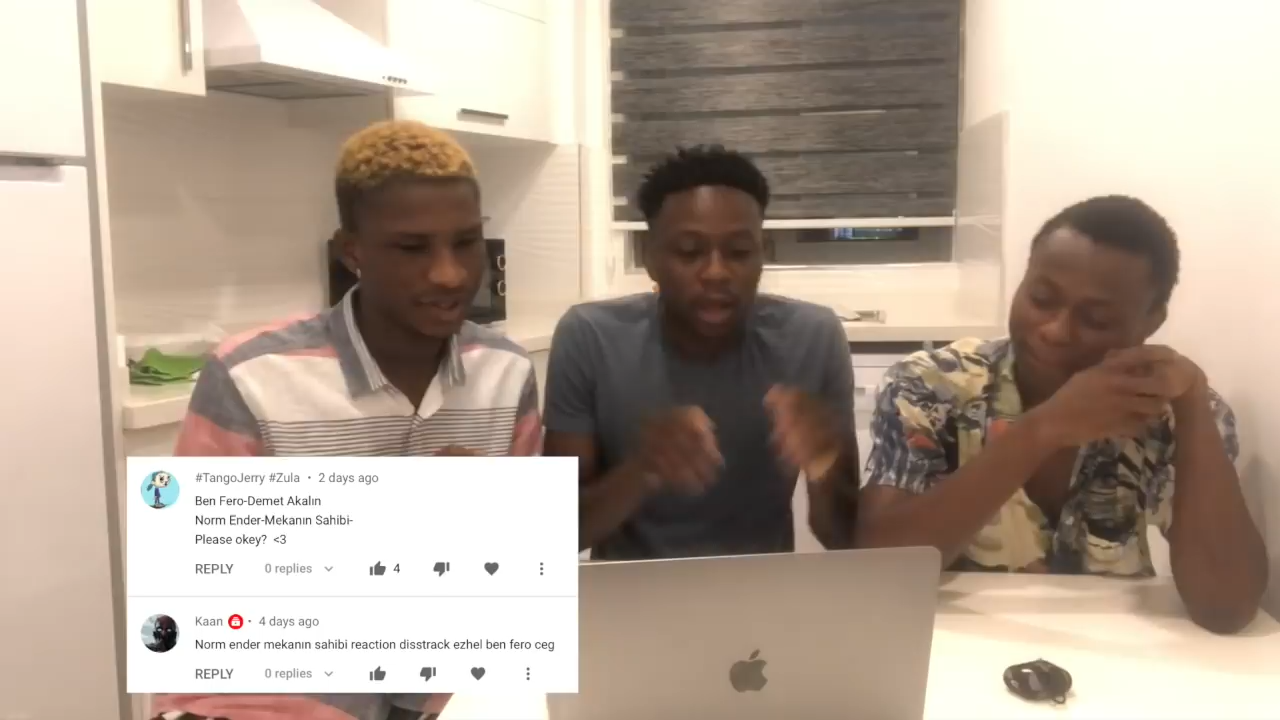 #TangoJerry #Zula • 2 days ago
Ben Fero-Demet Akalın
Norm Ender-Mekanın Sahibi-
Please okey? <3
REPLY 0 replies 4
Kaan • 4 days ago
Norm ender mekanın sahibi reaction disstrack ezhel ben fero ceg
REPLY 0 replies